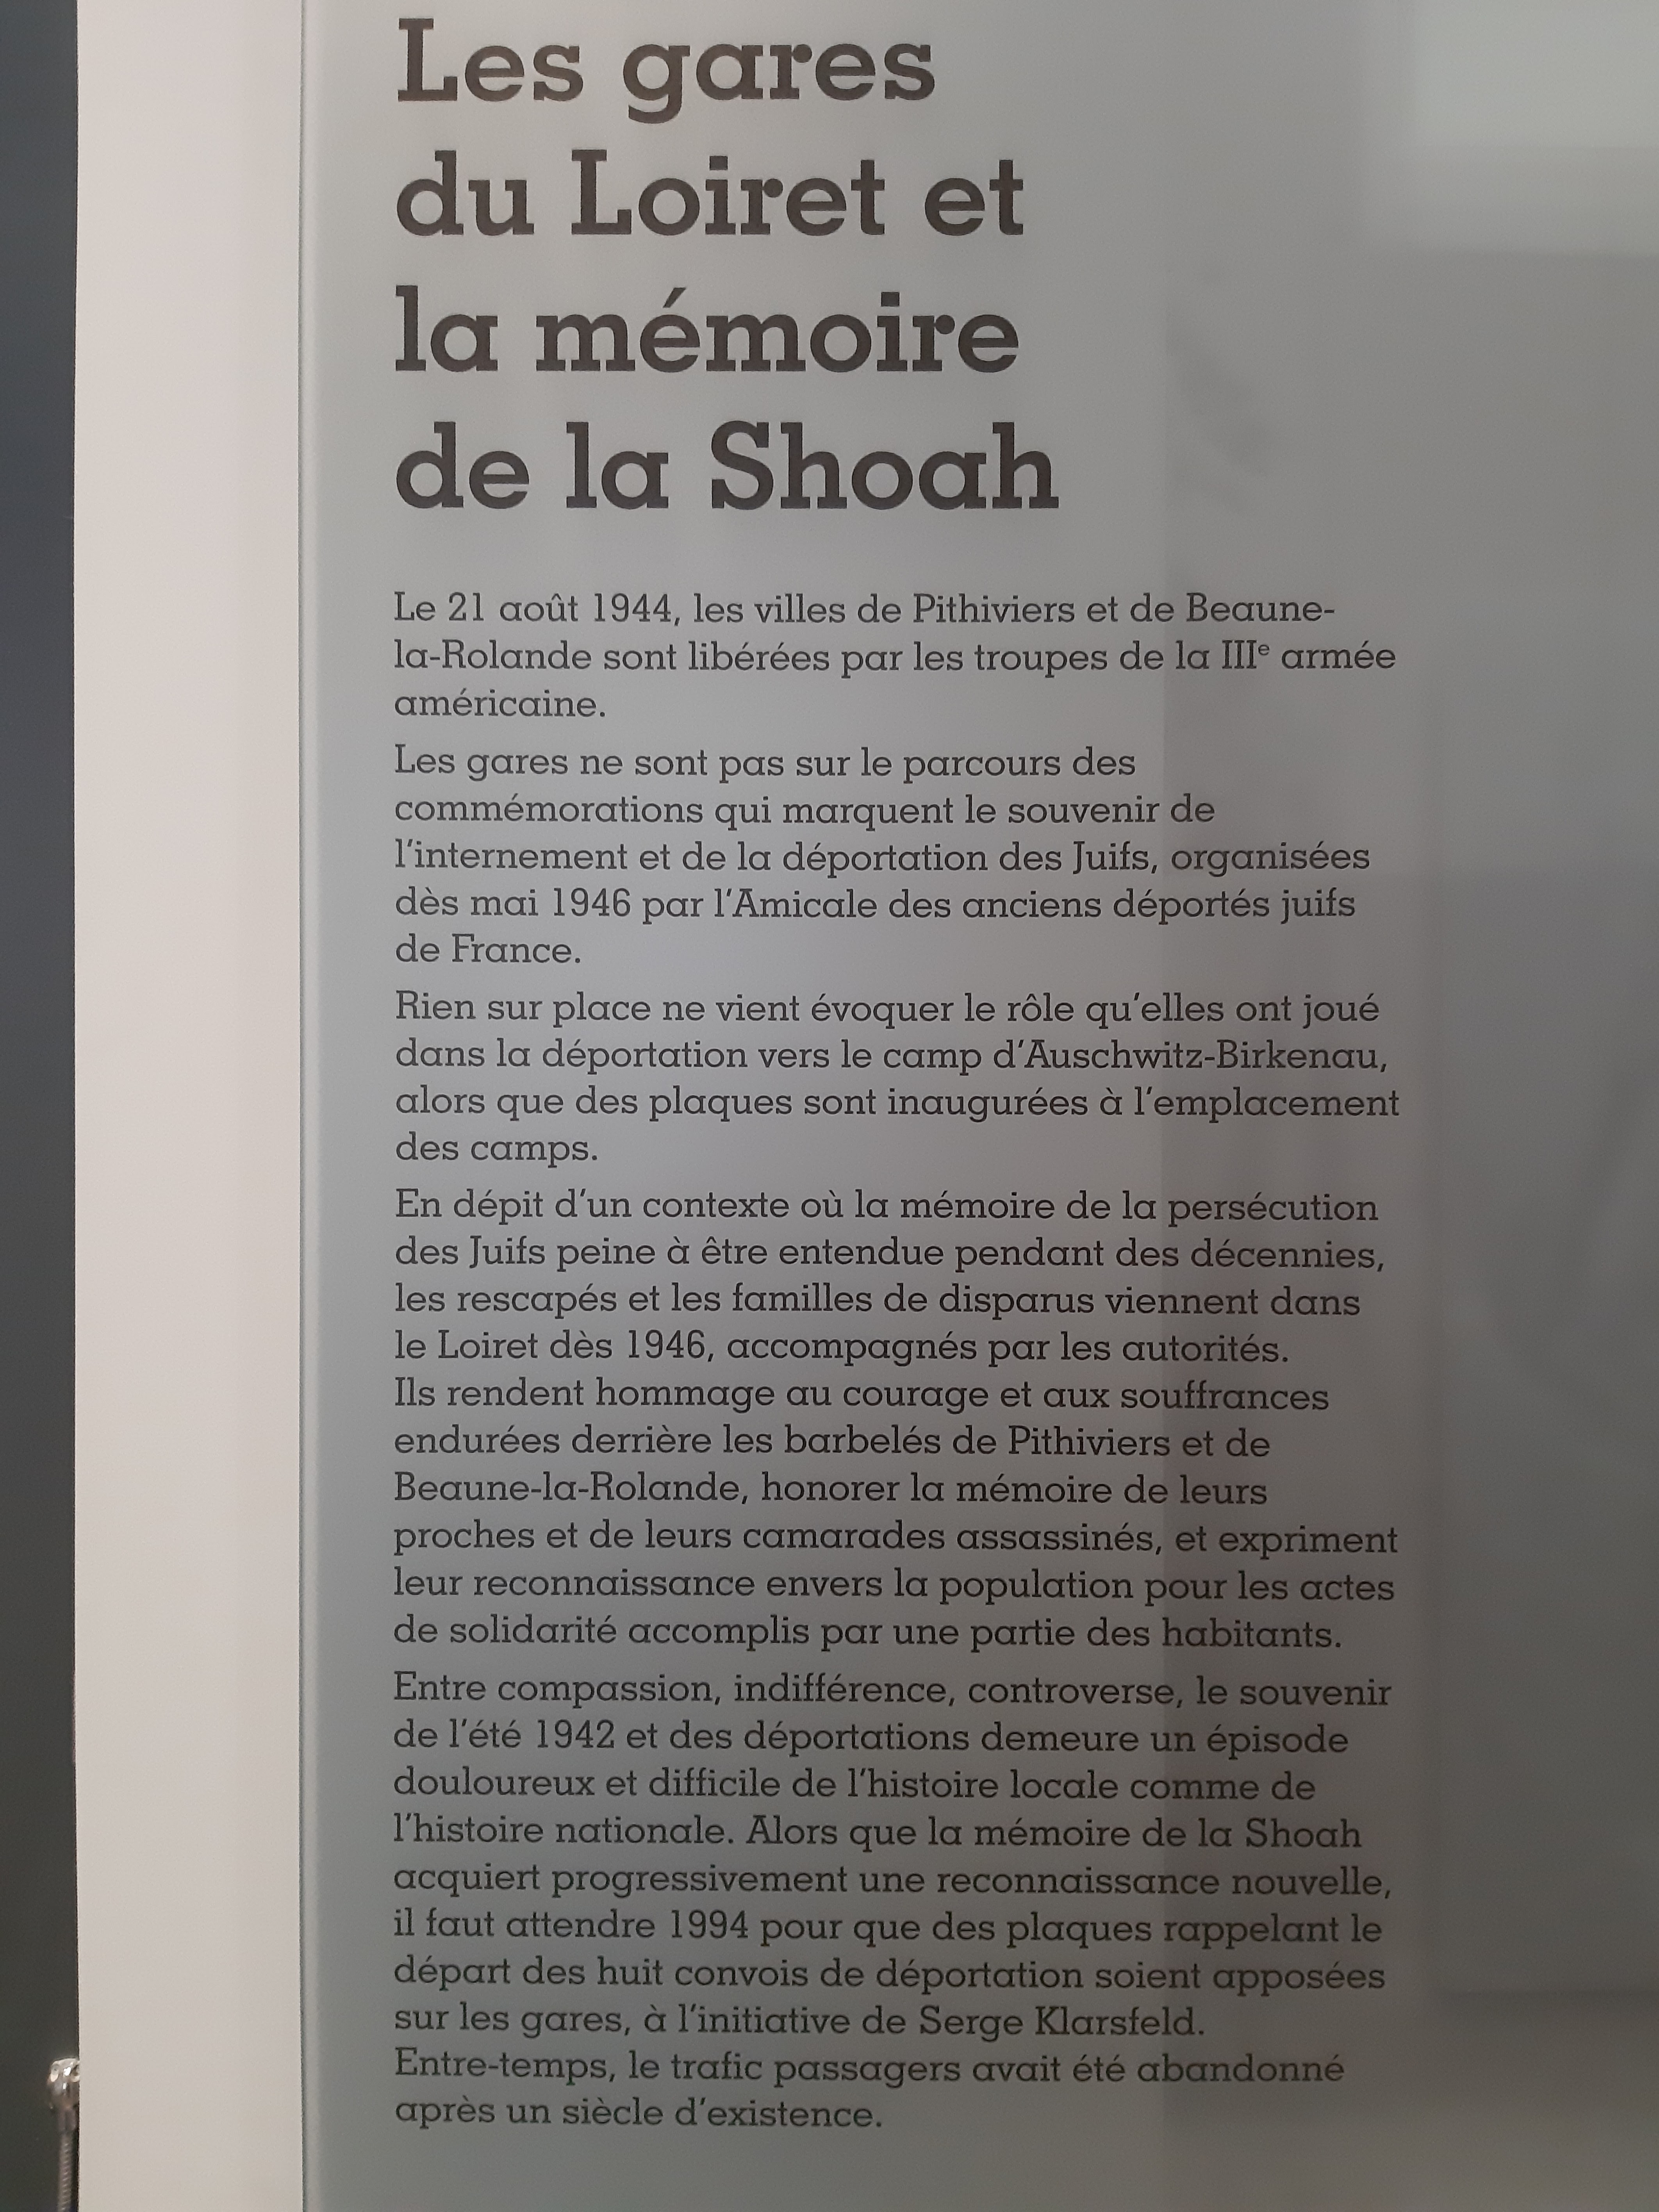 Les gares
du Loiret et
la mémoire
de la Shoah
Le 21 août 1944, les villes de Pithiviers et de Beaune-
la-Rolande sont libérées par les troupes de la IIIe armée
américaine.
Les gares ne sont pas sur le parcours des
commémorations qui marquent le souvenir de
l'internement et de la déportation des Juifs, organisées
dès mai 1946 par l'Amicale des anciens déportés juifs
de France.
Rien sur place ne vient évoquer le rôle qu'elles ont joué
dans la déportation vers le camp d'Auschwitz-Birkenau,
alors que des plaques sont inaugurées à l'emplacement
des camps.
En dépit d'un contexte où la mémoire de la persécution
des Juifs peine à être entendue pendant des décennies,
les rescapés et les familles de disparus viennent dans
le Loiret dès 1946, accompagnés par les autorités.
Ils rendent hommage au courage et aux souffrances
endurées derrière les barbelés de Pithiviers et de
Beaune-la-Rolande, honorer la mémoire de leurs
proches et de leurs camarades assassinés, et expriment
leur reconnaissance envers la population pour les actes
de solidarité accomplis par une partie des habitants.
Entre compassion, indifférence, controverse, le souvenir
de l'été 1942 et des déportations demeure un épisode
douloureux et difficile de l'histoire locale comme de
l'histoire nationale. Alors que la mémoire de la Shoah
acquiert progressivement une reconnaissance nouvelle,
il faut attendre 1994 pour que des plaques rappelant le
départ des huit convois de déportation soient apposées
sur les gares, à l'initiative de Serge Klarsfeld.
Entre-temps, le trafic passagers avait été abandonné
après un siècle d'existence.